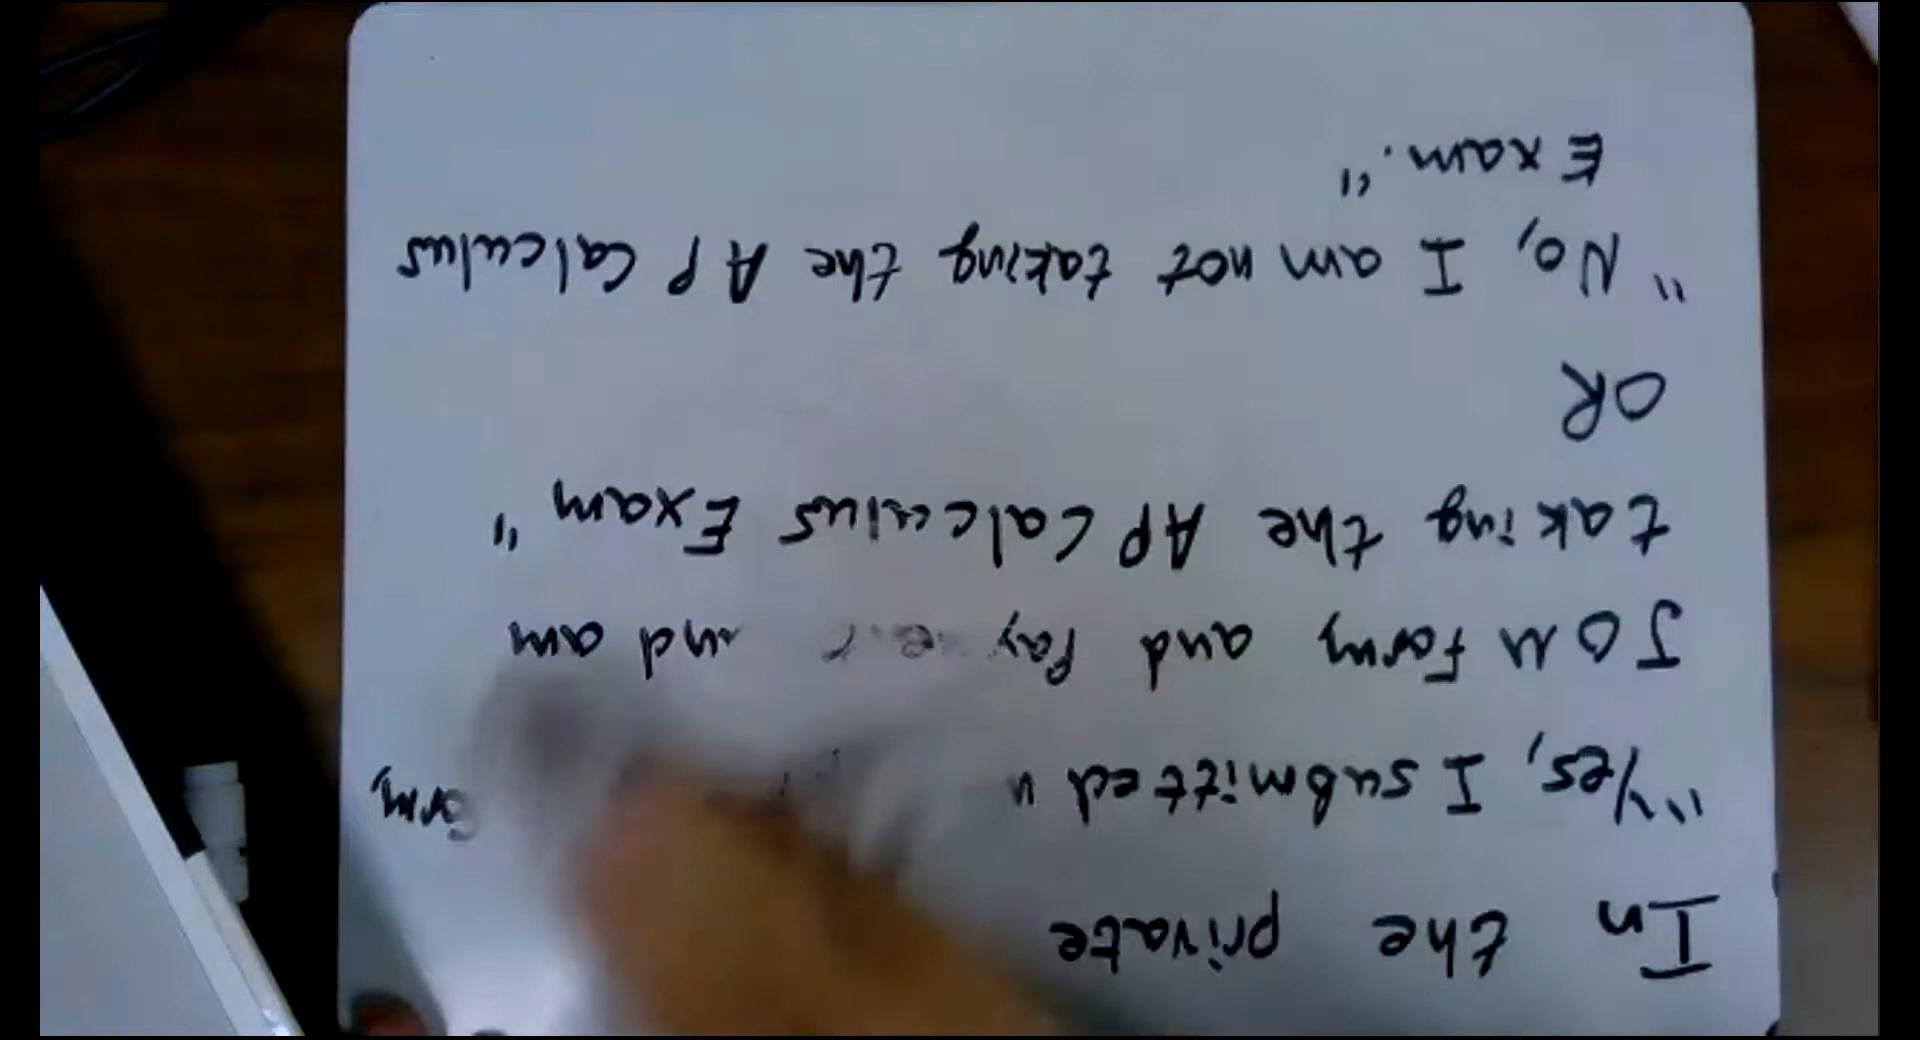 In the private
"Yes, I submitted form,
JOM form and Pay and am
taking the AP Calculus Exam"
OR
"No, I am not taking the AP Calculus
Exam."